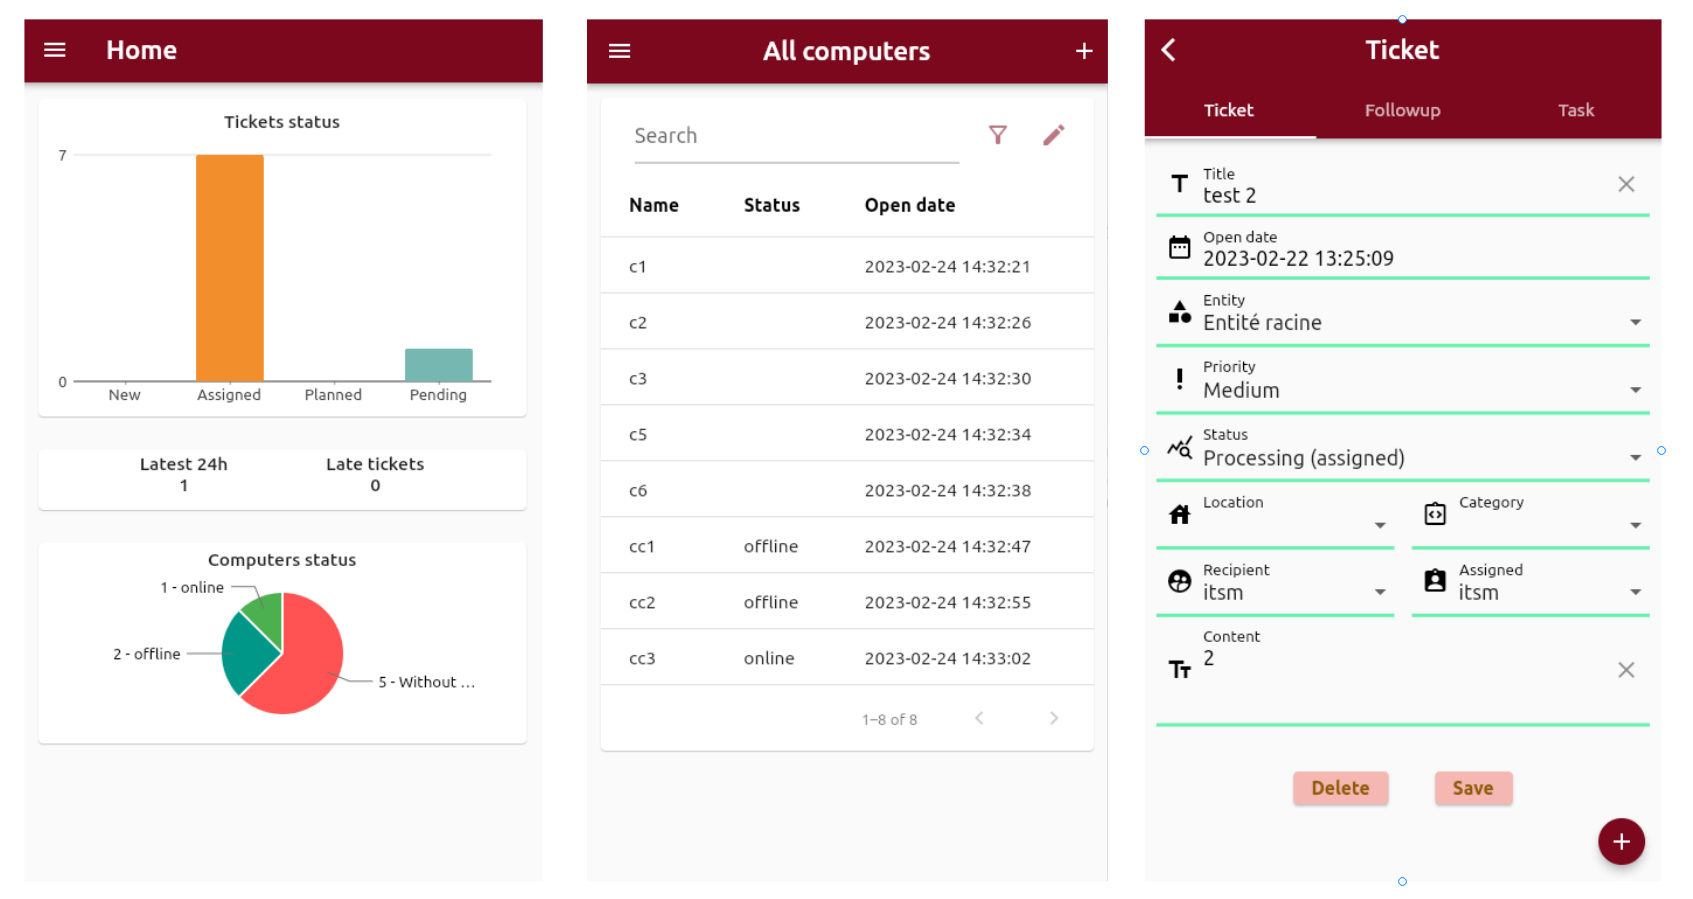 Home
Tickets status
7
0
New Assigned Planned Pending
Latest 24h Late tickets
1 0
Computers status
1 - online
2 - offline
5 - Without ...
All computers
Search
Name Status Open date
c1 2023-02-24 14:32:21
c2 2023-02-24 14:32:26
c3 2023-02-24 14:32:30
c5 2023-02-24 14:32:34
c6 2023-02-24 14:32:38
cc1 offline 2023-02-24 14:32:47
cc2 offline 2023-02-24 14:32:55
cc3 online 2023-02-24 14:33:02
1–8 of 8
Ticket
Ticket Followup Task
Title
test 2
Open date
2023-02-22 13:25:09
Entity
Entité racine
Priority
Medium
Status
Processing (assigned)
Location Category
Recipient Assigned
itsm itsm
Content
2
Delete Save